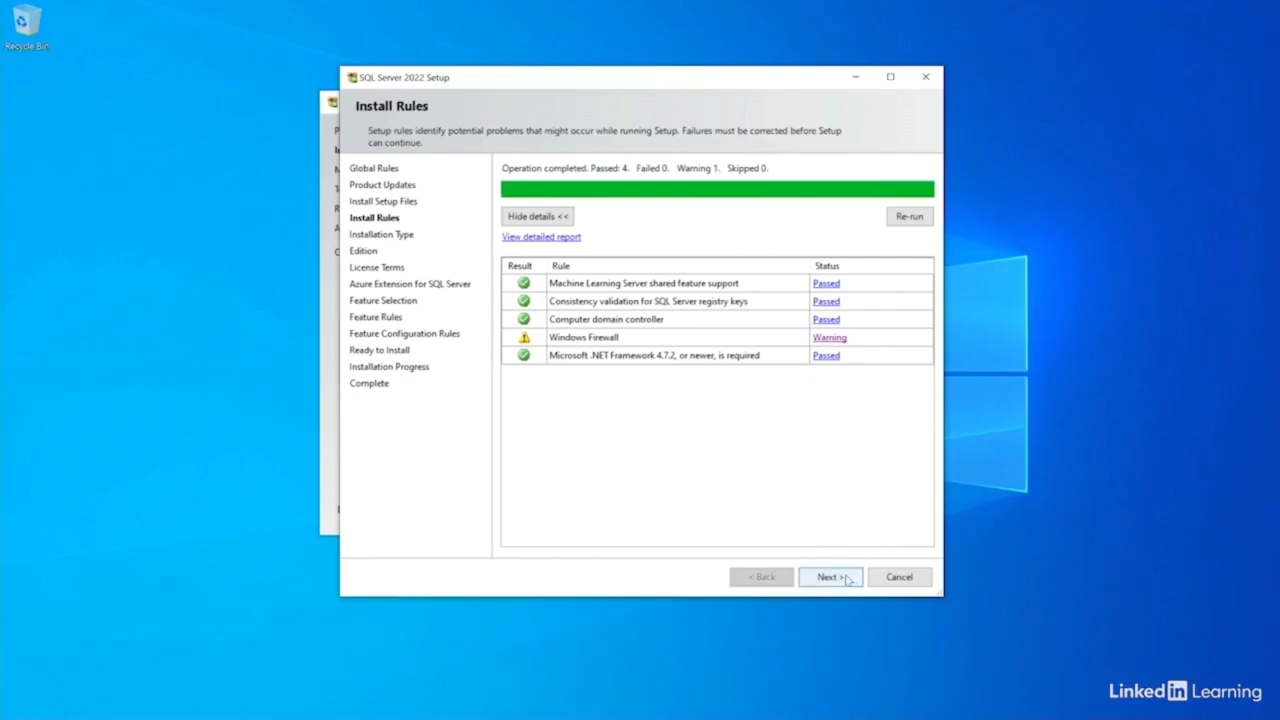 Recycle Bin
SQL Server 2022 Setup
Install Rules
Setup rules identify potential problems that might occur while running Setup. Failures must be corrected before Setup
can continue.
Global Rules
Product Updates
Install Setup Files
Install Rules
Installation Type
Edition
License Terms
Azure Extension for SQL Server
Feature Selection
Feature Rules
Feature Configuration Rules
Ready to Install
Installation Progress
Complete
Operation completed. Passed: 4. Failed 0. Warning 1. Skipped 0.
Hide details <<
Re-run
View detailed report
Result Rule Status
Machine Learning Server shared feature support Passed
Consistency validation for SQL Server registry keys Passed
Computer domain controller Passed
Windows Firewall Warning
Microsoft .NET Framework 4.7.2, or newer, is required Passed
< Back Next > Cancel
LinkedIn Learning